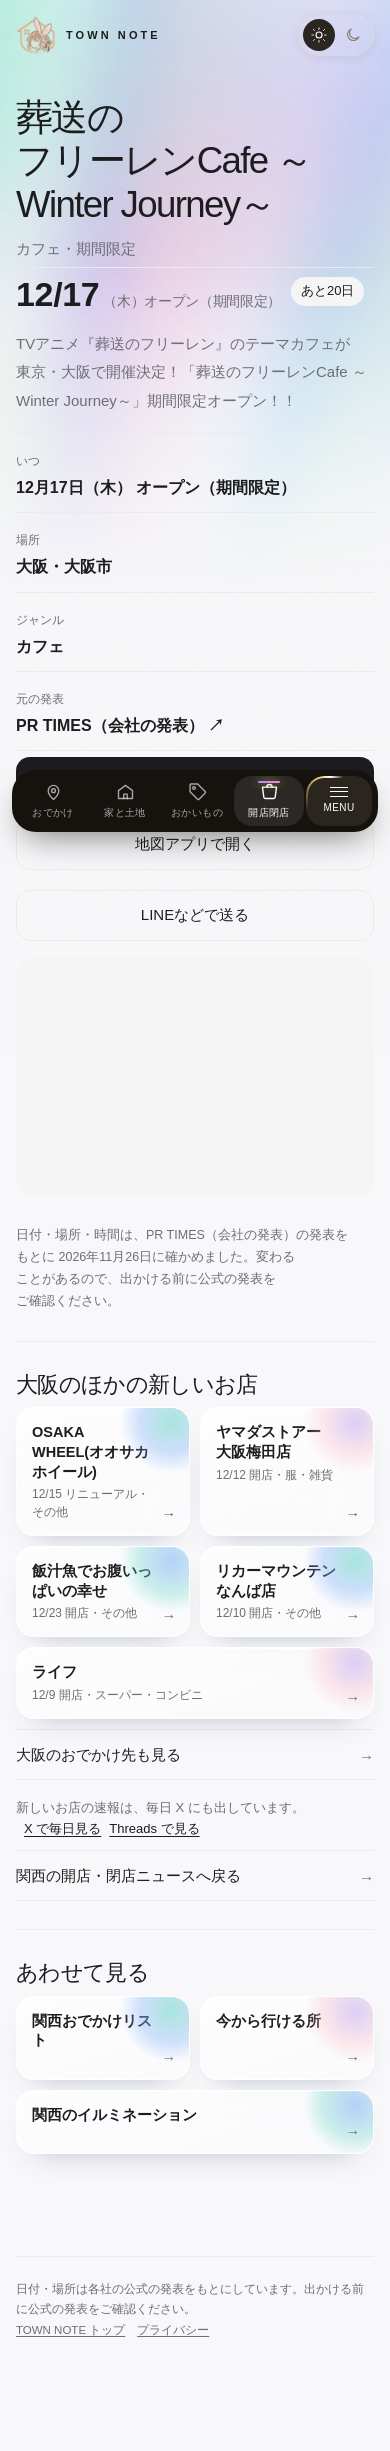 TOWN NOTE
葬送の
フリーレンCafe ～
Winter Journey～
カフェ・期間限定
12/17 （木）オープン（期間限定） あと20日
TVアニメ『葬送のフリーレン』のテーマカフェが
東京・大阪で開催決定！「葬送のフリーレンCafe ～
Winter Journey～」期間限定オープン！！
いつ
12月17日（木） オープン（期間限定）
場所
大阪・大阪市
ジャンル
カフェ
元の発表
PR TIMES（会社の発表） ↗
おでかけ 家と土地 おかいもの 開店閉店 MENU
地図アプリで開く
LINEなどで送る
日付・場所・時間は、PR TIMES（会社の発表）の発表を
もとに 2026年11月26日に確かめました。変わる
ことがあるので、出かける前に公式の発表を
ご確認ください。
大阪のほかの新しいお店
OSAKA
WHEEL(オオサカ
ホイール)
12/15 リニューアル・
その他 →
ヤマダストアー
大阪梅田店
12/12 開店・服・雑貨
→
飯汁魚でお腹いっ
ぱいの幸せ
12/23 開店・その他 →
リカーマウンテン
なんば店
12/10 開店・その他 →
ライフ
12/9 開店・スーパー・コンビニ →
大阪のおでかけ先も見る →
新しいお店の速報は、毎日 X にも出しています。
X で毎日見る Threads で見る
関西の開店・閉店ニュースへ戻る →
あわせて見る
関西おでかけリス
ト →
今から行ける所
→
関西のイルミネーション
→
日付・場所は各社の公式の発表をもとにしています。出かける前
に公式の発表をご確認ください。
TOWN NOTE トップ プライバシー